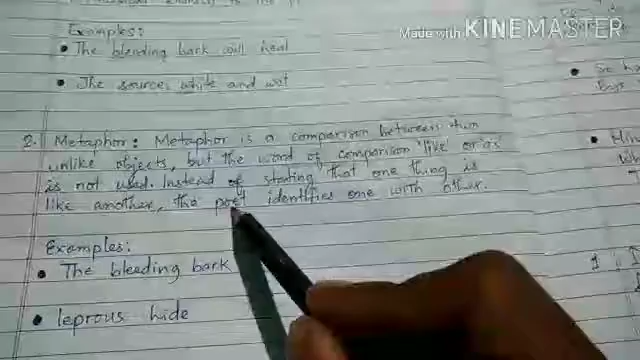 Made with KINEMASTER
Examples:
• The bleeding bark will heal
• The source, white and wet
2. Metaphor: Metaphor is a comparison between two
unlike objects, but the word of comparison 'like' or 'as'
is not used. Instead of stating that one thing is
like another, the poet identifies one with other.
Examples:
• The bleeding bark
• leprous hide